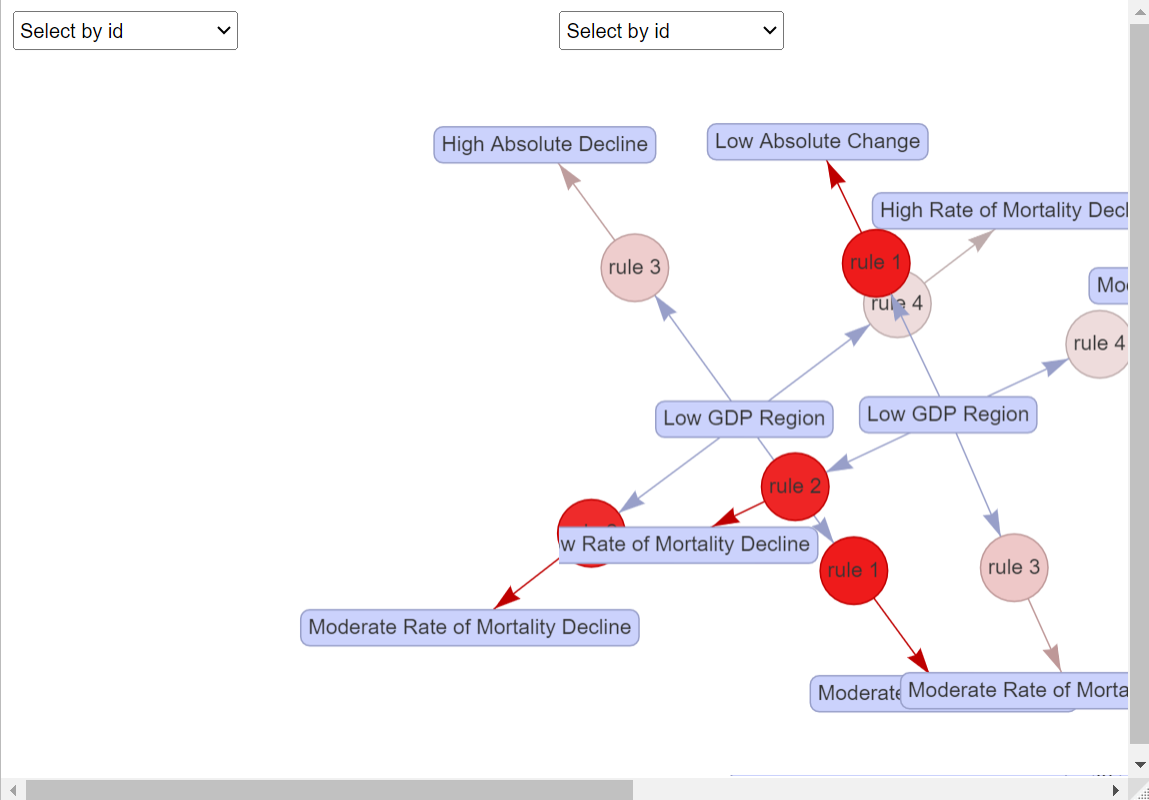 Select by id
Select by id
High Absolute Decline
Low Absolute Change
High Rate of Mortality Decl
rule 3
rule 1
rule 4
Mod
rule 4
Low GDP Region
Low GDP Region
rule 2
w Rate of Mortality Decline
rule 1
rule 3
Moderate Rate of Mortality Decline
Moderate
Moderate Rate of Morta